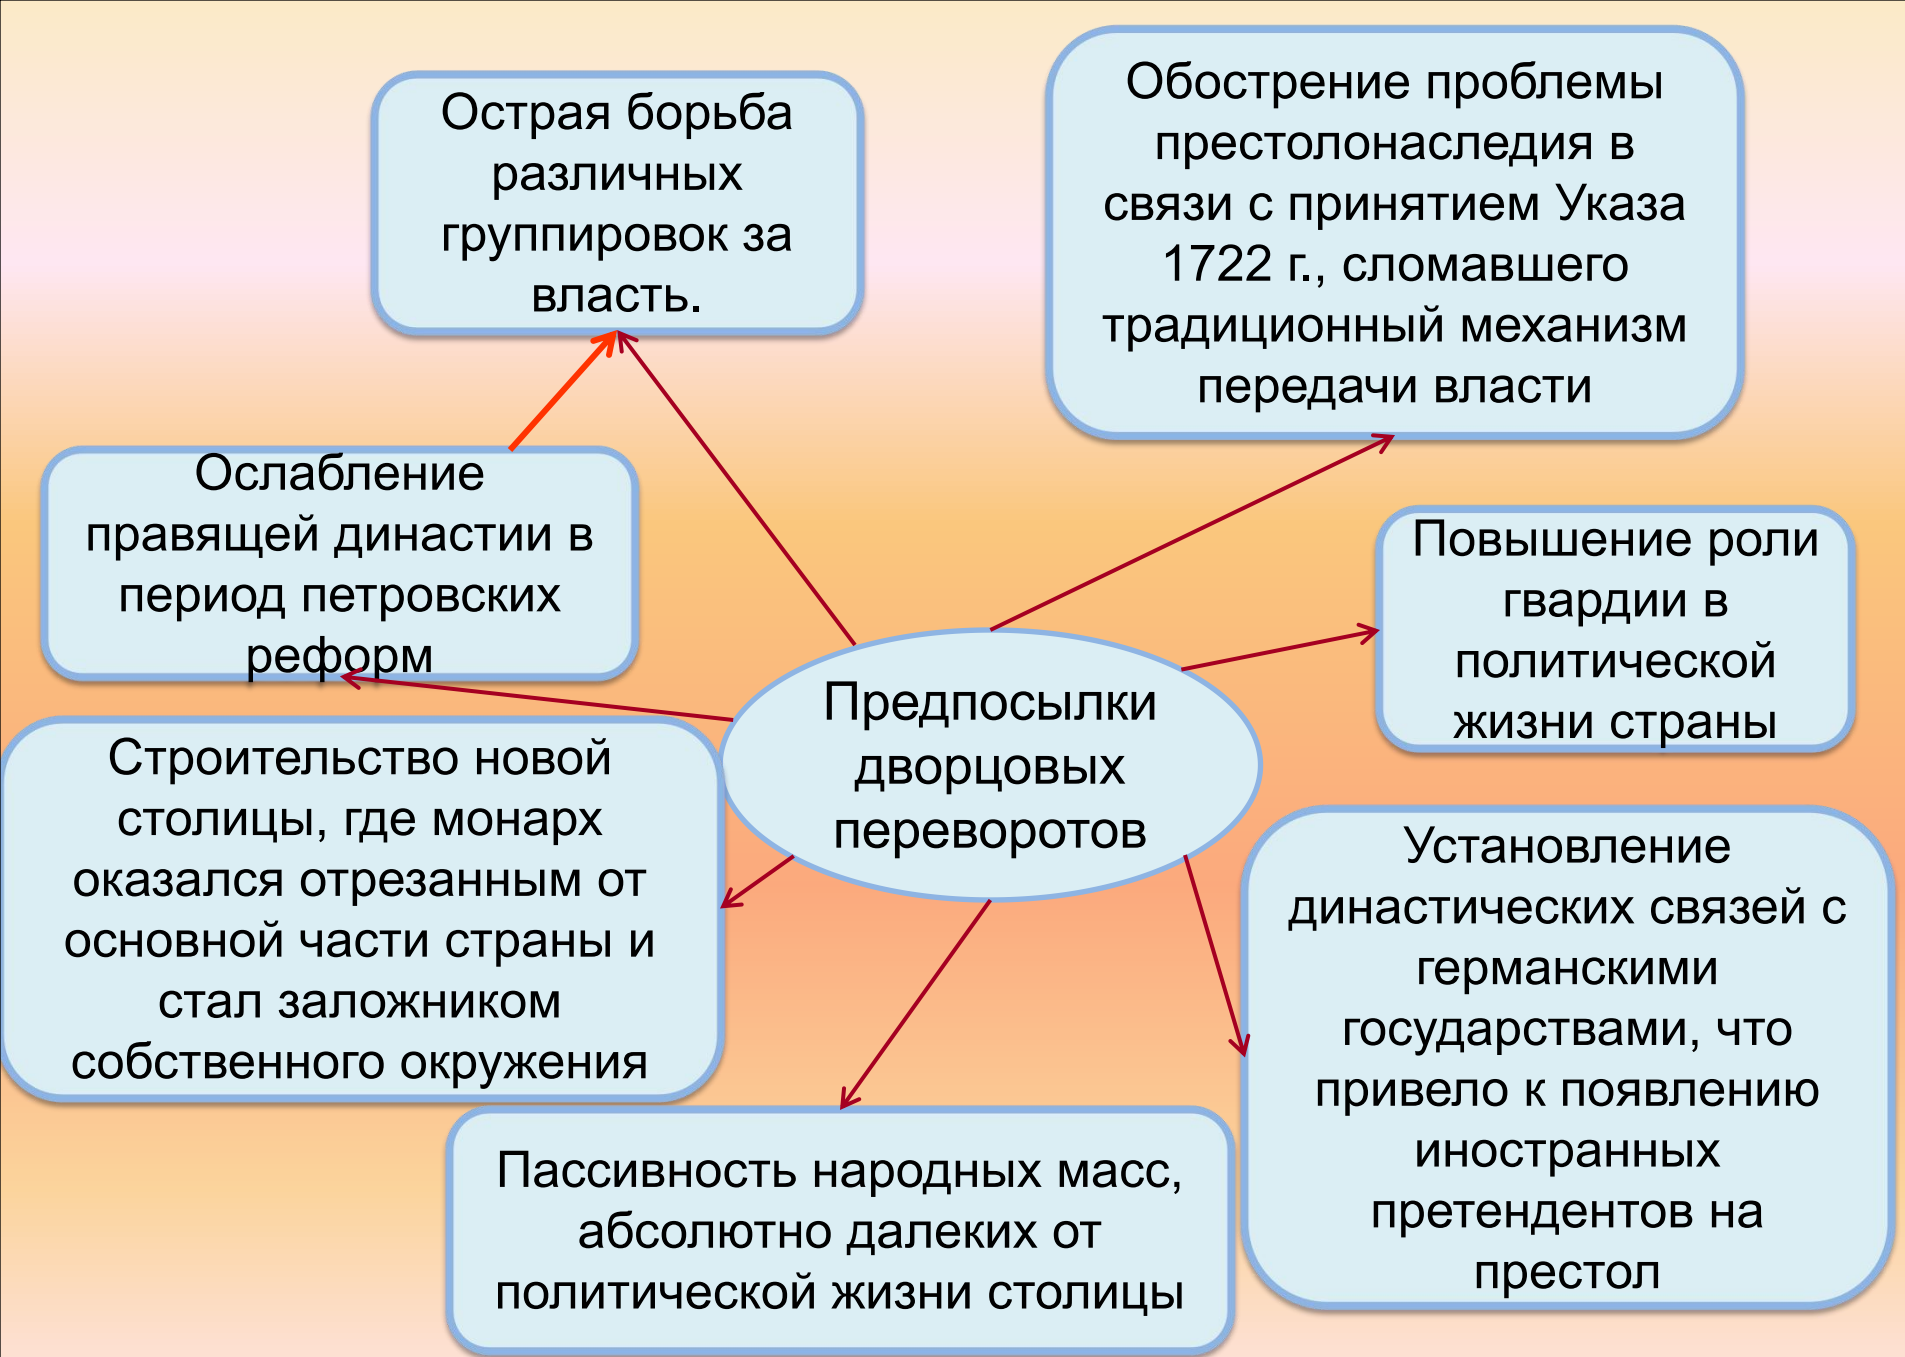 Острая борьба
различных
группировок за
власть.
Обострение проблемы
престолонаследия в
связи с принятием Указа
1722 г., сломавшего
традиционный механизм
передачи власти
Ослабление
правящей династии в
период петровских
реформ
Повышение роли
гвардии в
политической
жизни страны
Предпосылки
дворцовых
переворотов
Строительство новой
столицы, где монарх
оказался отрезанным от
основной части страны и
стал заложником
собственного окружения
Установление
династических связей с
германскими
государствами, что
привело к появлению
иностранных
претендентов на
престол
Пассивность народных масс,
абсолютно далеких от
политической жизни столицы